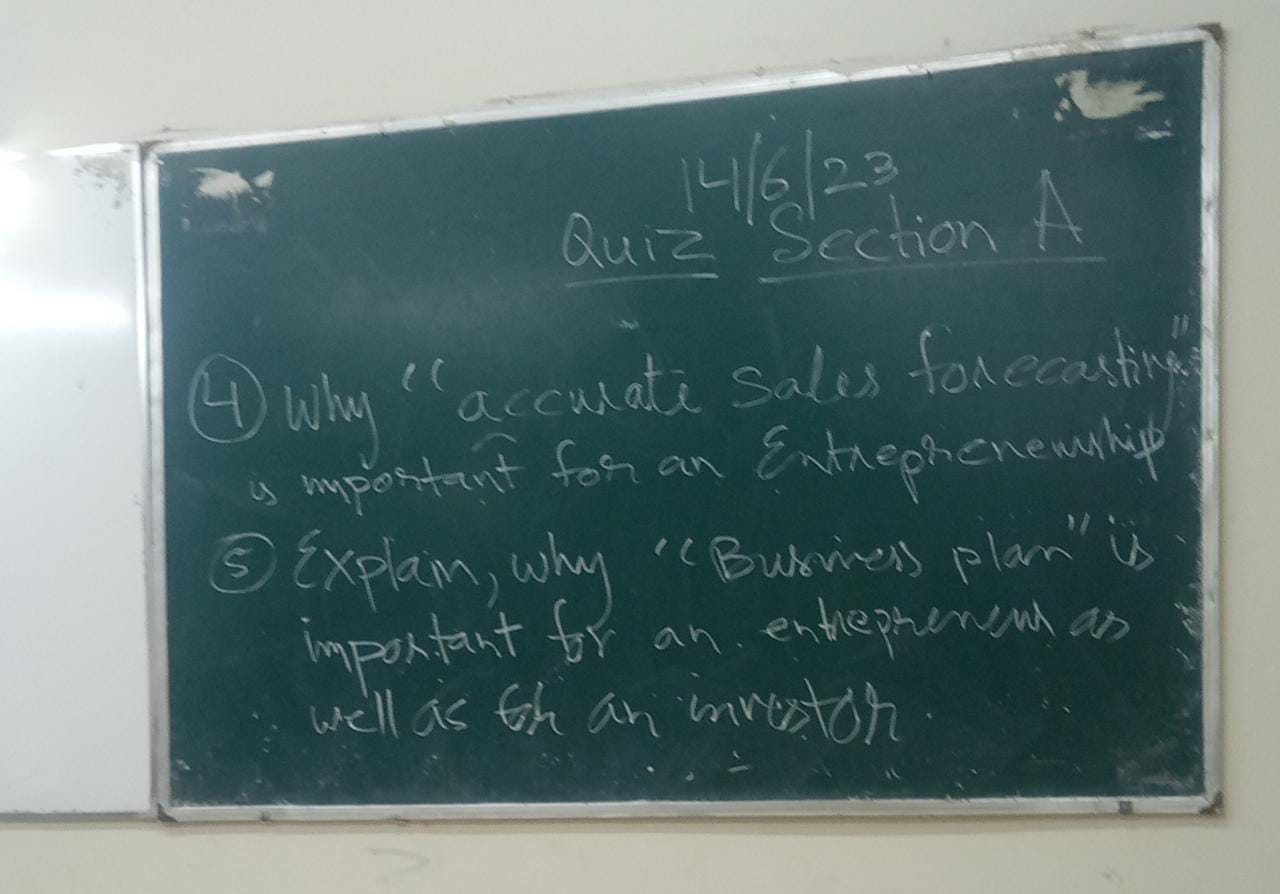 14/6/23
Quiz Section A
④ Why "accurate Sales forecasting"
is important for an Entrepreneurship
⑤ Explain, why "Business plan" is
important for an entrepreneur as
well as for an investor.